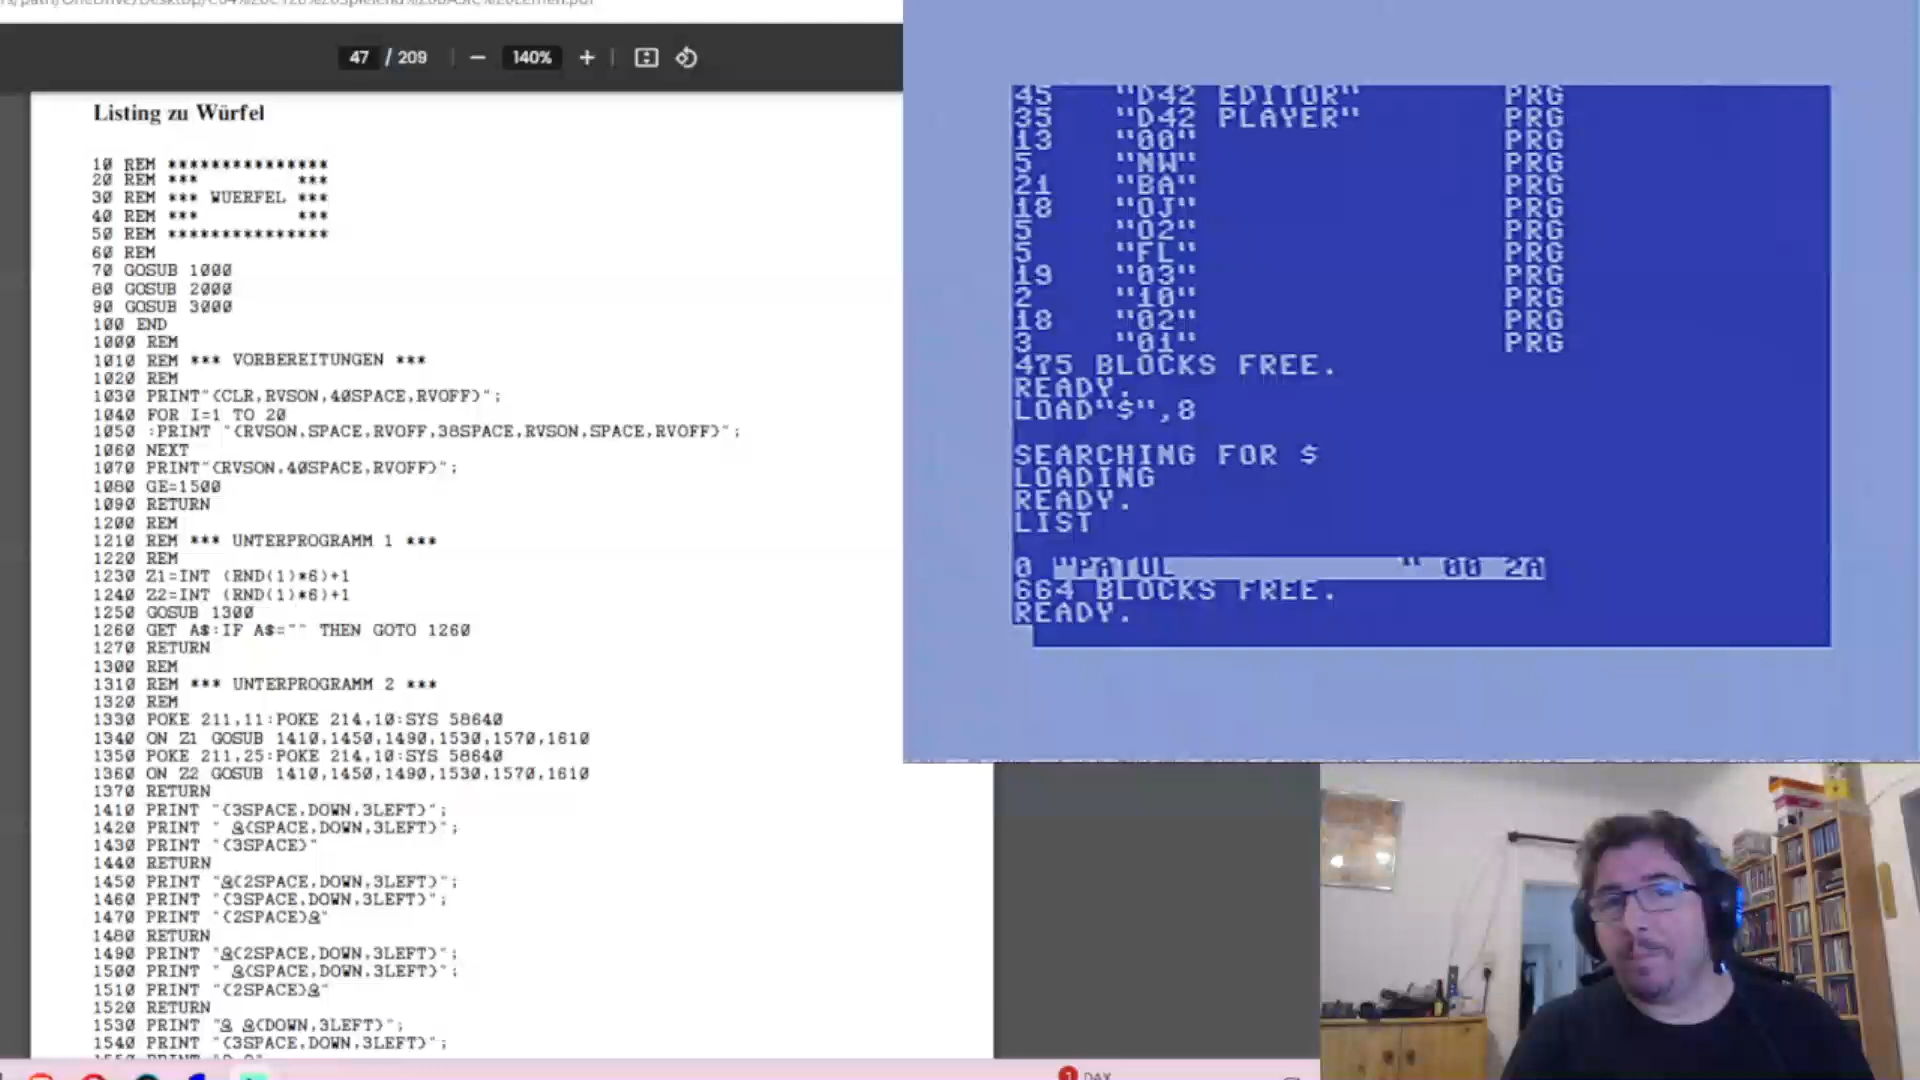 47 / 209
140%
Listing zu Würfel
10 REM ***************
20 REM ***         ***
30 REM *** WUERFEL ***
40 REM ***         ***
50 REM ***************
60 REM
70 GOSUB 1000
80 GOSUB 2000
90 GOSUB 3000
100 END
1000 REM
1010 REM *** VORBEREITUNGEN ***
1020 REM
1030 PRINT"(CLR,RVSON,40SPACE,RVOFF)";
1040 FOR I=1 TO 20
1050 :PRINT "(RVSON,SPACE,RVOFF,38SPACE,RVSON,SPACE,RVOFF)";
1060 NEXT
1070 PRINT"(RVSON,40SPACE,RVOFF)";
1080 GE=1500
1090 RETURN
1200 REM
1210 REM *** UNTERPROGRAMM 1 ***
1220 REM
1230 Z1=INT (RND(1)*6)+1
1240 Z2=INT (RND(1)*6)+1
1250 GOSUB 1300
1260 GET A$:IF A$="" THEN GOTO 1260
1270 RETURN
1300 REM
1310 REM *** UNTERPROGRAMM 2 ***
1320 REM
1330 POKE 211,11:POKE 214,10:SYS 58640
1340 ON Z1 GOSUB 1410,1450,1490,1530,1570,1610
1350 POKE 211,25:POKE 214,10:SYS 58640
1360 ON Z2 GOSUB 1410,1450,1490,1530,1570,1610
1370 RETURN
1410 PRINT "(3SPACE,DOWN,3LEFT)";
1420 PRINT " Q(SPACE,DOWN,3LEFT)";
1430 PRINT "(3SPACE)"
1440 RETURN
1450 PRINT "Q(2SPACE,DOWN,3LEFT)";
1460 PRINT "(3SPACE,DOWN,3LEFT)";
1470 PRINT "(2SPACE)Q"
1480 RETURN
1490 PRINT "Q(2SPACE,DOWN,3LEFT)";
1500 PRINT " Q(SPACE,DOWN,3LEFT)";
1510 PRINT "(2SPACE)Q"
1520 RETURN
1530 PRINT "Q Q(DOWN,3LEFT)";
1540 PRINT "(3SPACE,DOWN,3LEFT)";
45 "D42 EDITOR" PRG
35 "D42 PLAYER" PRG
13 "00" PRG
5 "NW" PRG
21 "BA" PRG
18 "OJ" PRG
5 "O2" PRG
5 "FL" PRG
19 "03" PRG
2 "10" PRG
18 "02" PRG
3 "01" PRG
475 BLOCKS FREE.
READY.
LOAD"$",8
SEARCHING FOR $
LOADING
READY.
LIST
0 "PATUL " 00 2A
664 BLOCKS FREE.
READY.
1 DAX